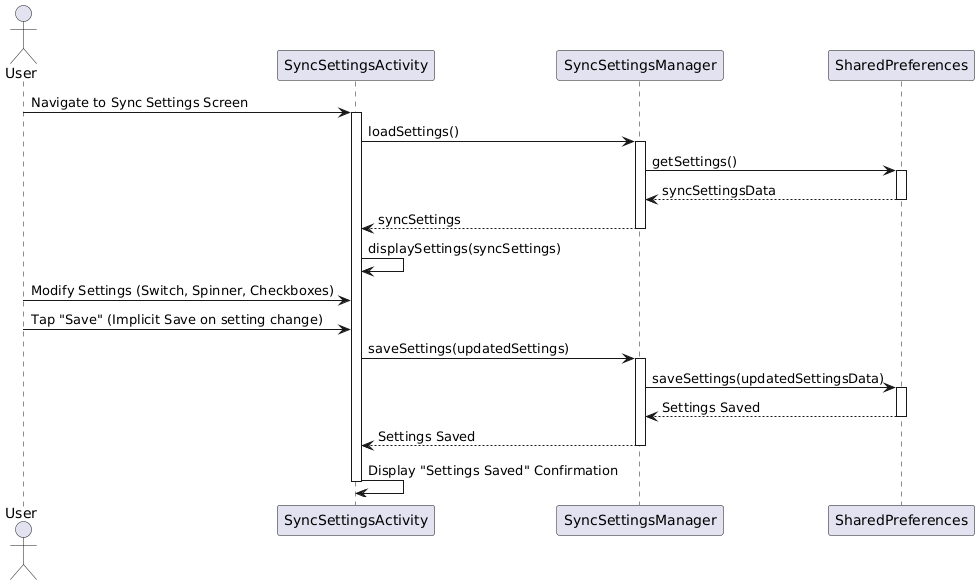 User
SyncSettingsActivity
SyncSettingsManager
SharedPreferences
Navigate to Sync Settings Screen
loadSettings()
getSettings()
syncSettingsData
syncSettings
displaySettings(syncSettings)
Modify Settings (Switch, Spinner, Checkboxes)
Tap "Save" (Implicit Save on setting change)
saveSettings(updatedSettings)
saveSettings(updatedSettingsData)
Settings Saved
Settings Saved
Display "Settings Saved" Confirmation
User
SyncSettingsActivity
SyncSettingsManager
SharedPreferences